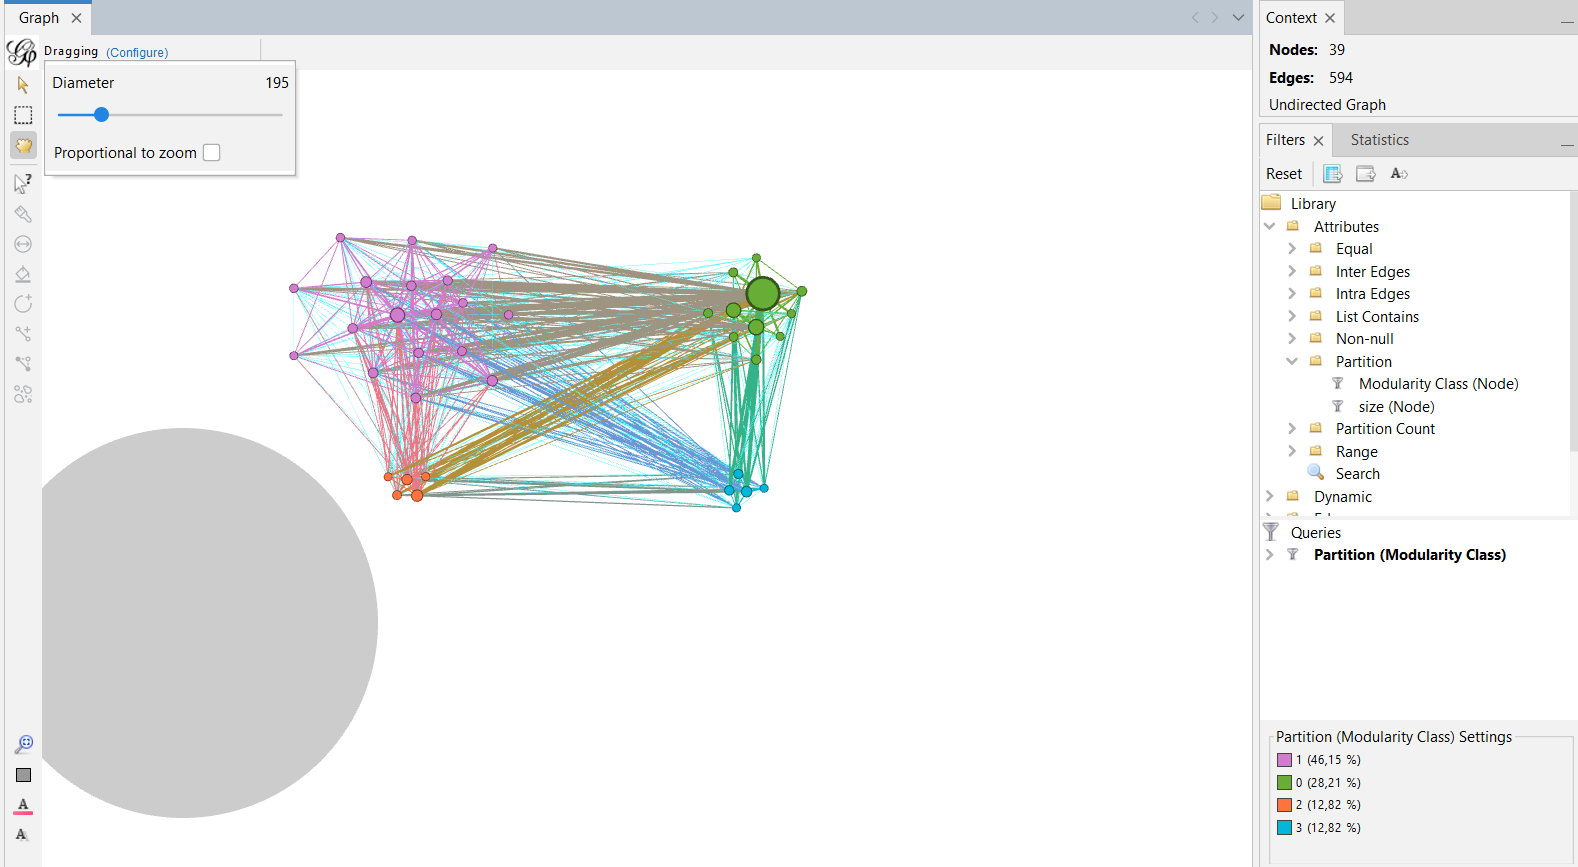 Graph
Context
Dragging (Configure)
Diameter 195
Proportional to zoom
Nodes: 39
Edges: 594
Undirected Graph
Filters Statistics
Reset
Library
Attributes
Equal
Inter Edges
Intra Edges
List Contains
Non-null
Partition
Modularity Class (Node)
size (Node)
Partition Count
Range
Search
Dynamic
Queries
Partition (Modularity Class)
Partition (Modularity Class) Settings
1 (46,15 %)
0 (28,21 %)
2 (12,82 %)
3 (12,82 %)